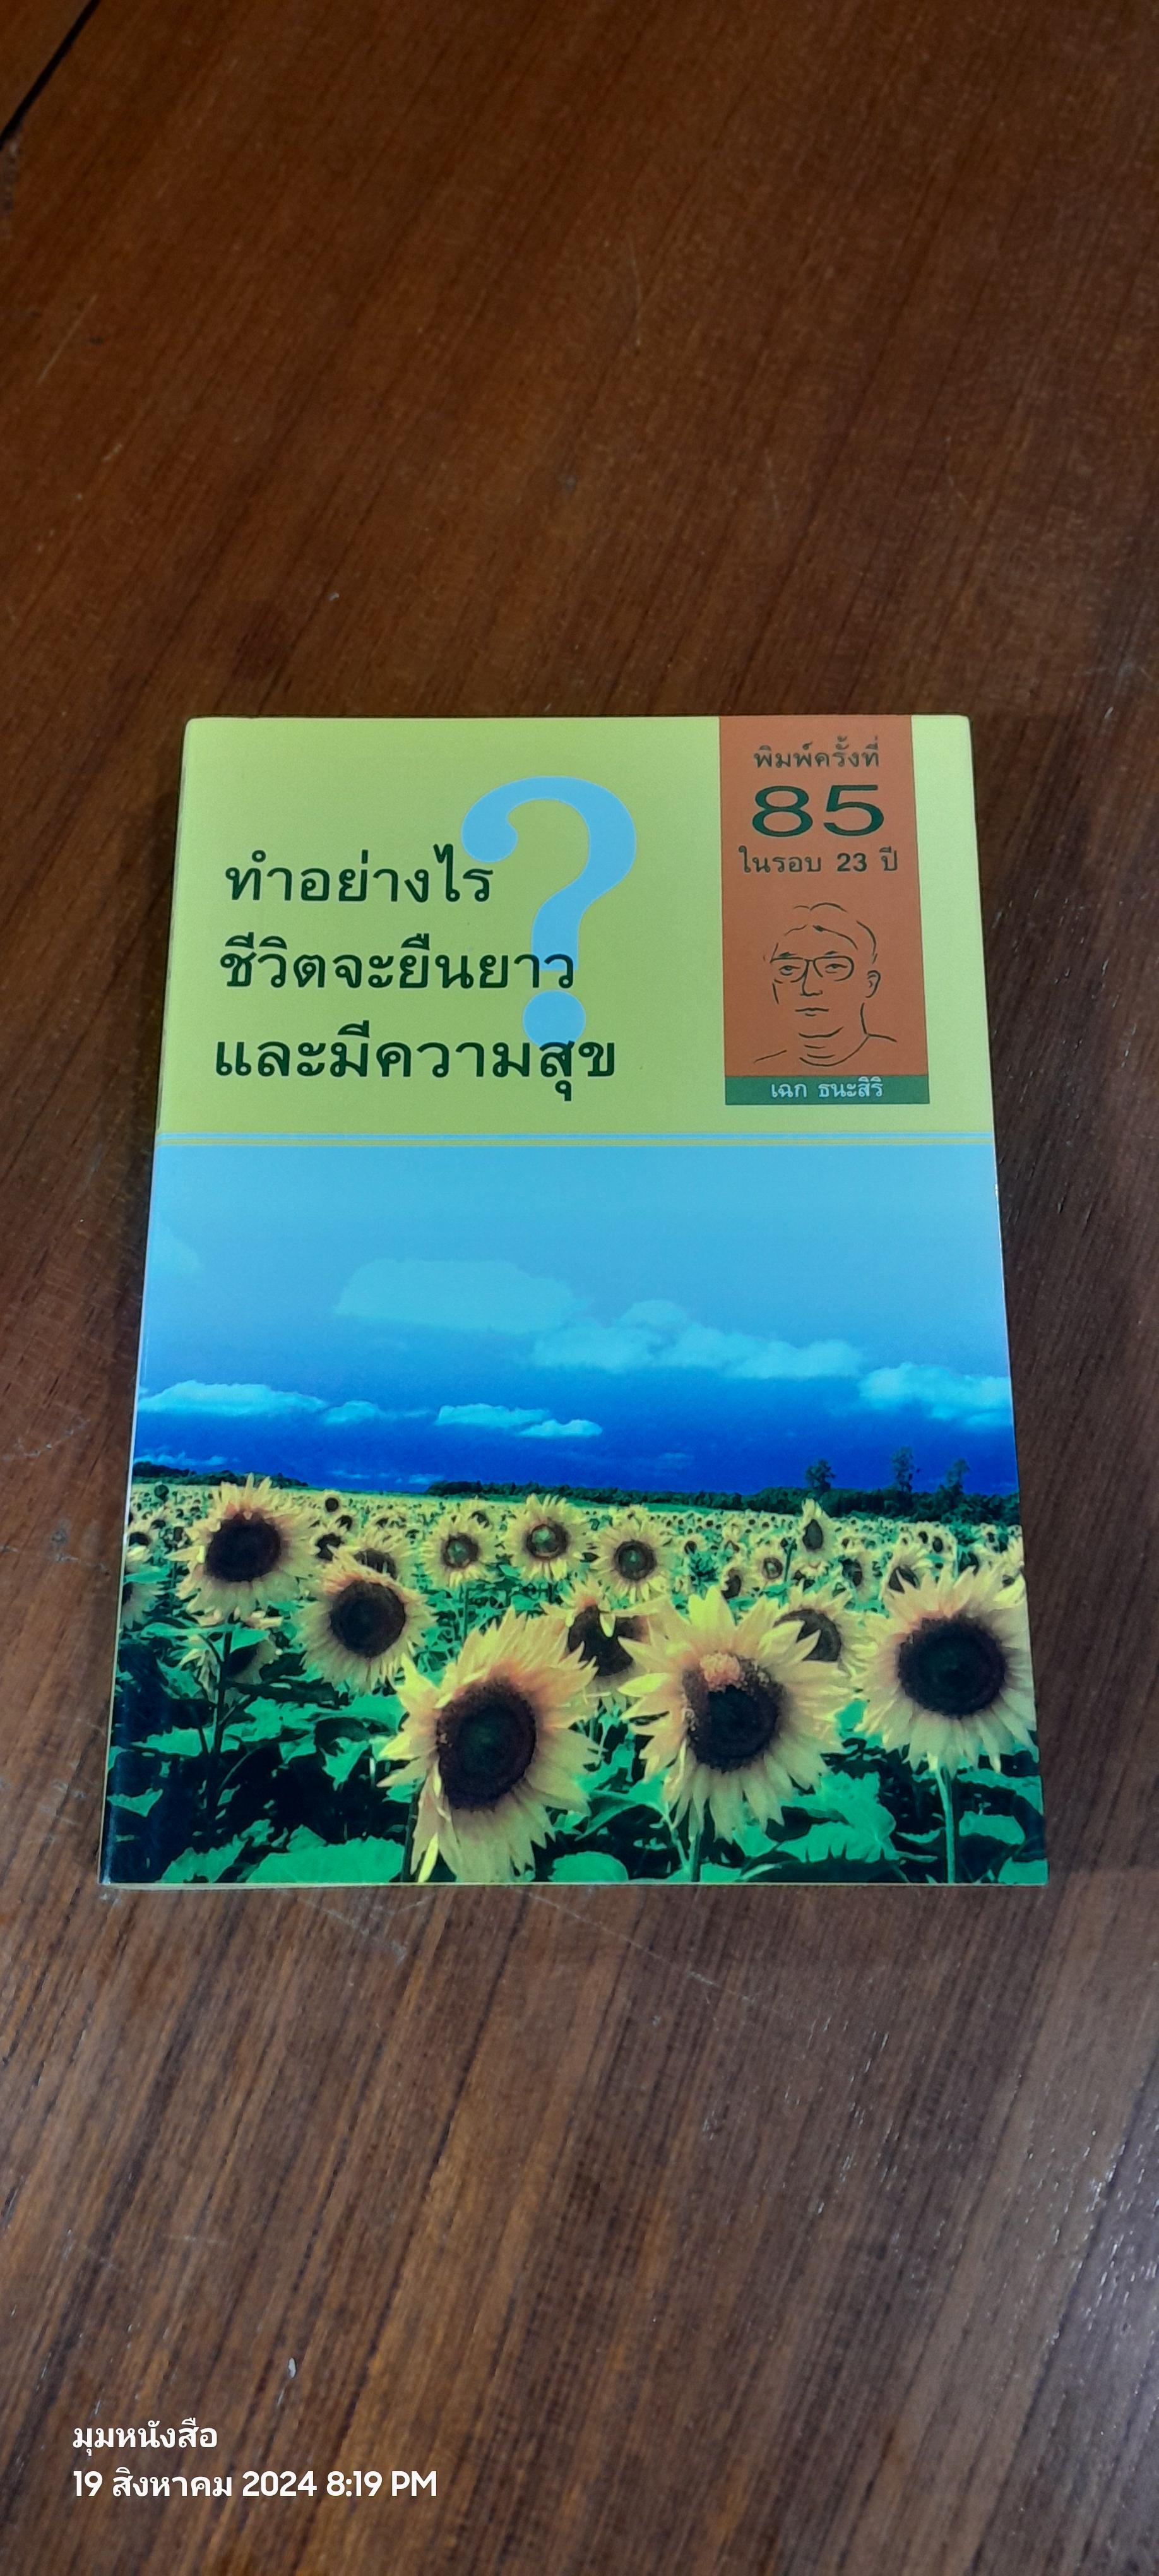 ทำอย่างไร
ชีวิตจะยืนยาว
และมีความสุข
?
พิมพ์ครั้งที่
85
ในรอบ 23 ปี
เฉก ธนะสิริ
มุมหนังสือ
19 สิงหาคม 2024 8:19 PM